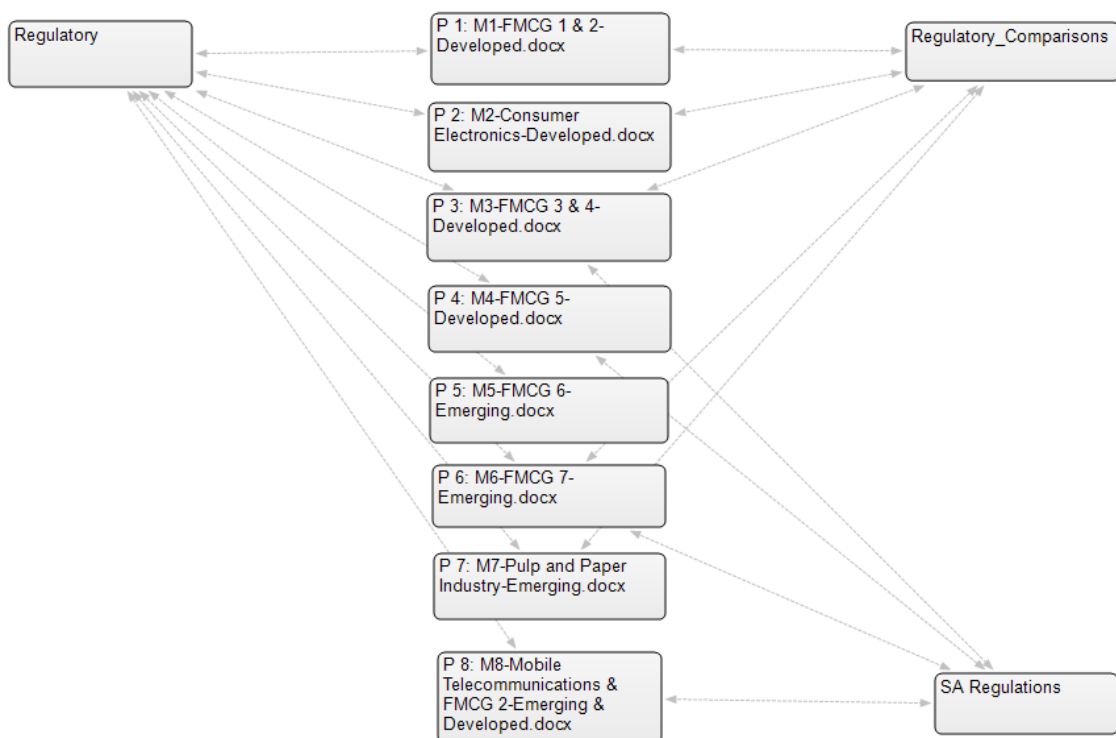 Regulatory
P 1: M1-FMCG 1 & 2-
Developed.docx
Regulatory_Comparisons
P 2: M2-Consumer
Electronics-Developed.docx
P 3: M3-FMCG 3 & 4-
Developed.docx
P 4: M4-FMCG 5-
Developed.docx
P 5: M5-FMCG 6-
Emerging.docx
P 6: M6-FMCG 7-
Emerging.docx
P 7: M7-Pulp and Paper
Industry-Emerging.docx
P 8: M8-Mobile
Telecommunications &
FMCG 2-Emerging &
Developed.docx
SA Regulations